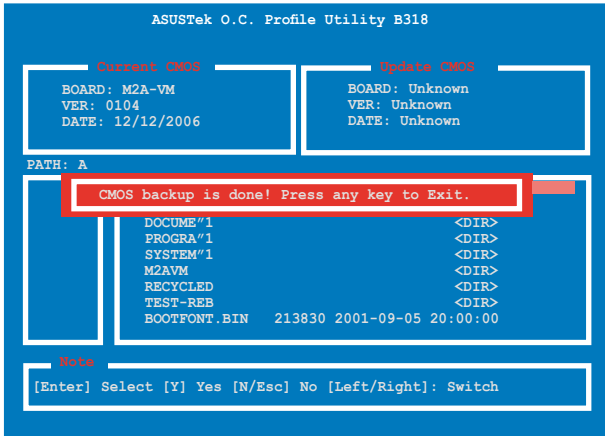 ASUSTek O.C. Profile Utility B318
Current CMOS
BOARD: M2A-VM
VER: 0104
DATE: 12/12/2006
Update CMOS
BOARD: Unknown
VER: Unknown
DATE: Unknown
PATH: A
CMOS backup is done! Press any key to Exit.
DOCUME”1 <DIR>
PROGRA”1 <DIR>
SYSTEM”1 <DIR>
M2AVM <DIR>
RECYCLED <DIR>
TEST-REB <DIR>
BOOTFONT.BIN 213830 2001-09-05 20:00:00
Note
[Enter] Select [Y] Yes [N/Esc] No [Left/Right]: Switch